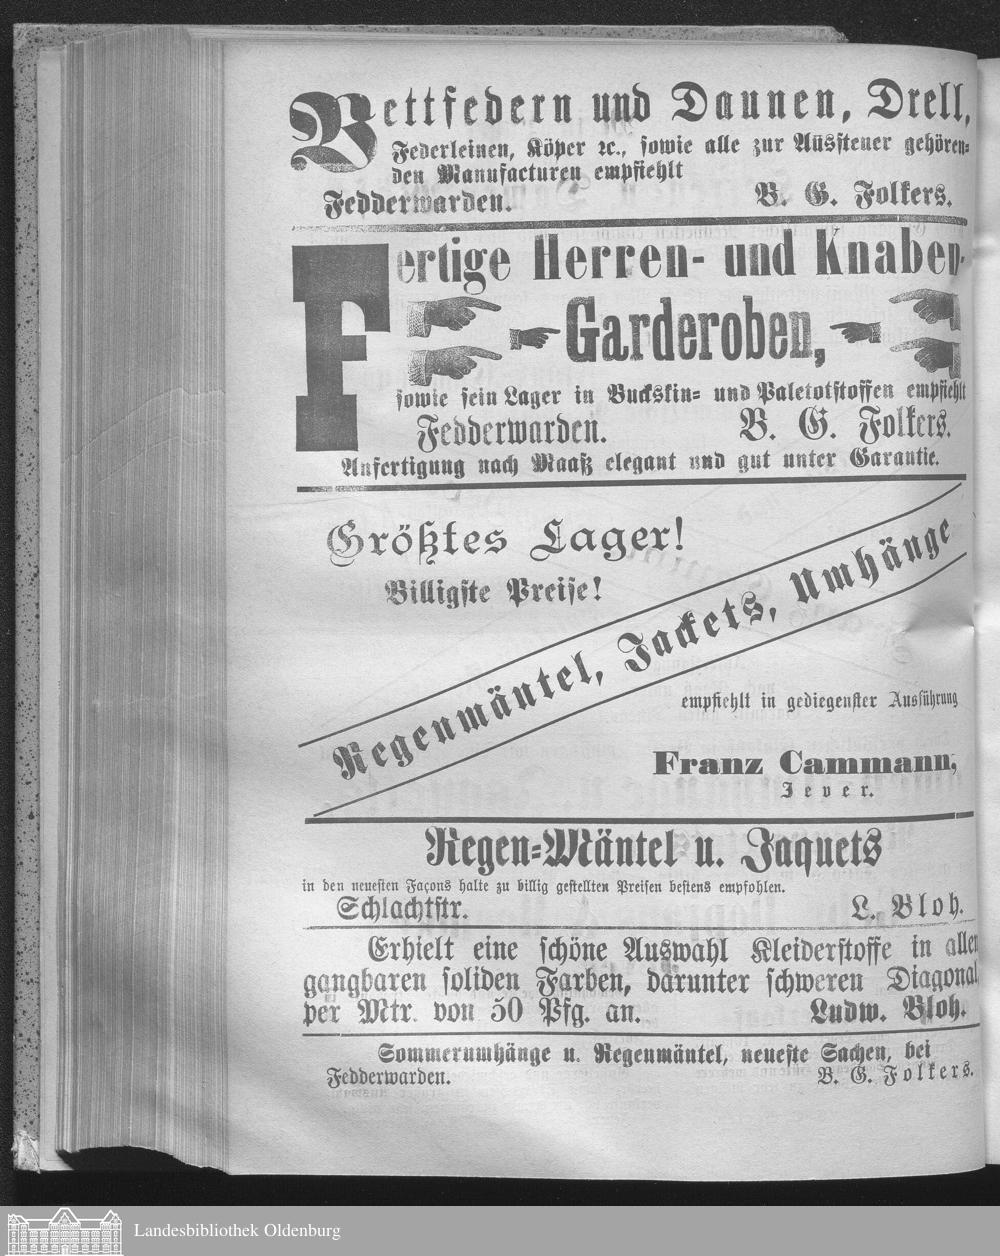 Bettfedern und Daunen, Drell,
Federleinen, Köper ꝛc., sowie alle zur Aussteuer gehören-
den Manufacturen empfiehlt
Fedderwarden. B. G. Folkers.
Fertige Herren- und Knaben-
Garderoben,
sowie sein Lager in Buckskin- und Paletotstoffen empfiehlt
Fedderwarden. B. G. Folkers.
Anfertigung nach Maaß elegant und gut unter Garantie.
Größtes Lager!
Billigste Preise!
Regenmäntel, Jackets, Umhänge
empfiehlt in gediegenster Ausführung
Franz Cammann,
Jever.
Regen-Mäntel u. Jaquets
in den neuesten Façons halte zu billig gestellten Preisen bestens empfohlen.
Schlachtstr. L. Bloh.
Erhielt eine schöne Auswahl Kleiderstoffe in allen
gangbaren soliden Farben, darunter schweren Diagonal
per Mtr. von 50 Pfg. an. Ludw. Bloh.
Sommerumhänge u. Regenmäntel, neueste Sachen, bei
Fedderwarden. B. G. Folkers.
Landesbibliothek Oldenburg